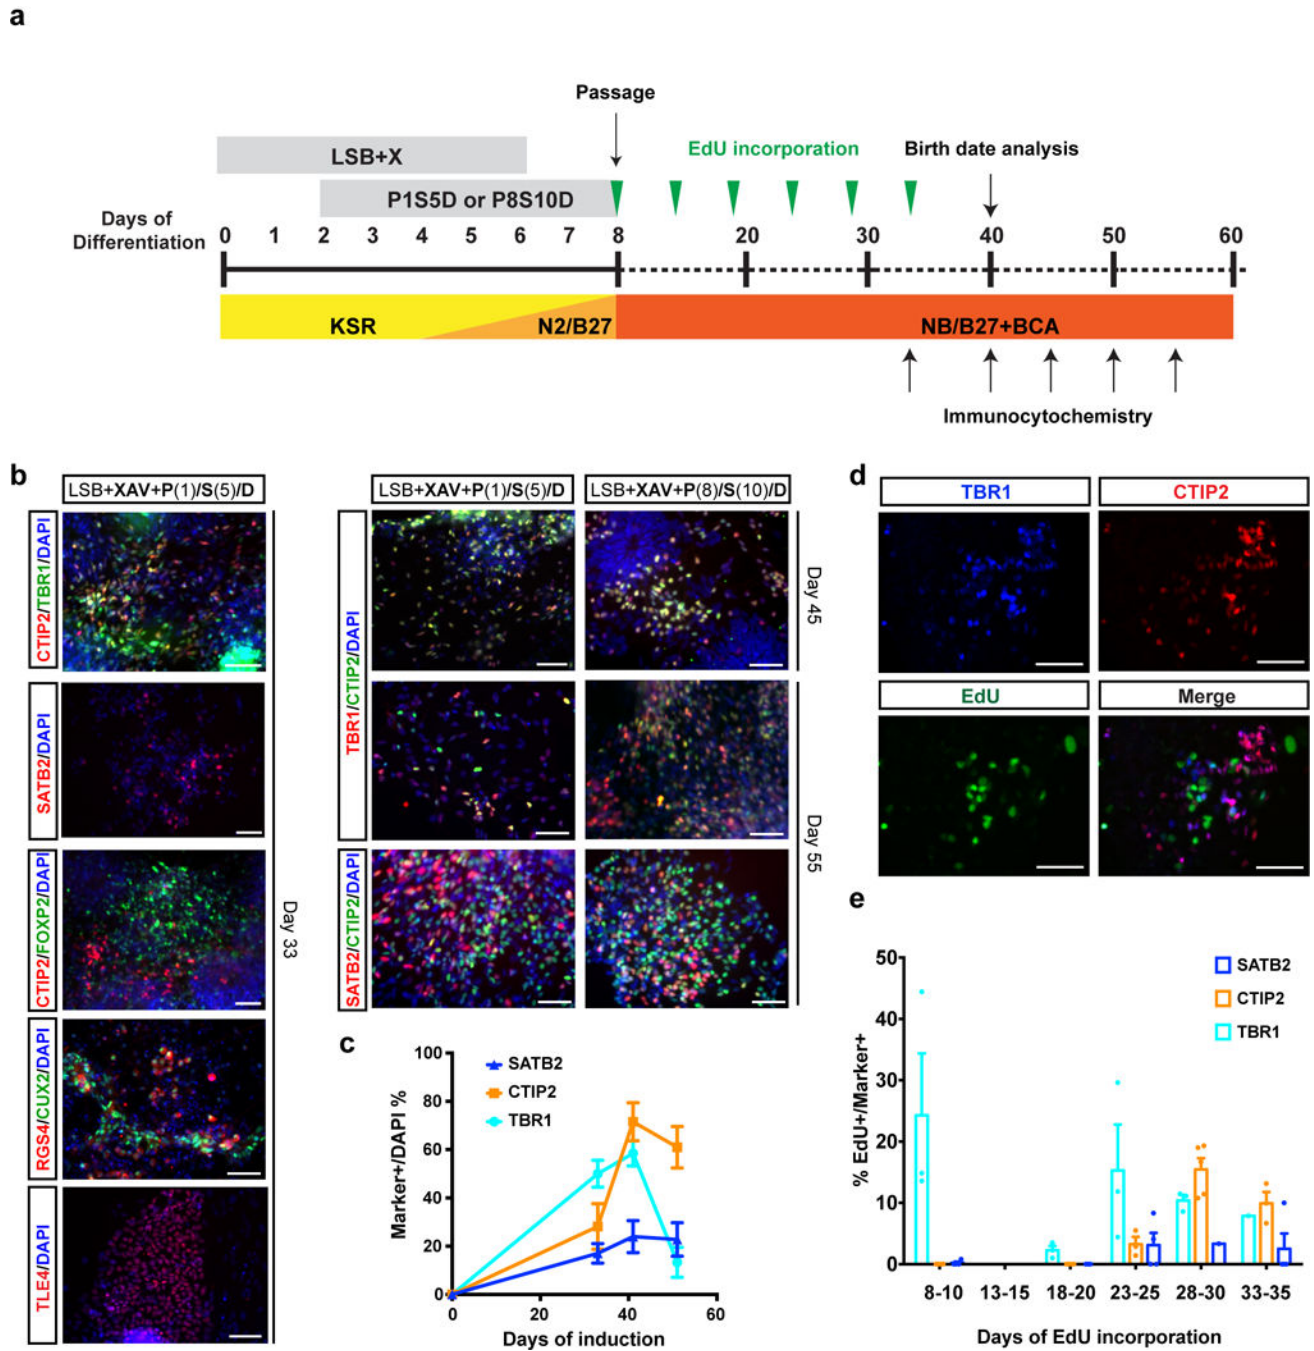 a
Passage
LSB+X
EdU incorporation
Birth date analysis
P1S5D or P8S10D
Days of
Differentiation
0 1 2 3 4 5 6 7 8 20 30 40 50 60
KSR
N2/B27
NB/B27+BCA
Immunocytochemistry
b
LSB+XAV+P(1)/S(5)/D
CTIP2/TBR1/DAPI
SATB2/DAPI
CTIP2/FOXP2/DAPI
RGS4/CUX2/DAPI
TLE4/DAPI
Day 33
LSB+XAV+P(1)/S(5)/D
LSB+XAV+P(8)/S(10)/D
TBR1/CTIP2/DAPI
SATB2/CTIP2/DAPI
Day 45
Day 55
c
Marker+/DAPI %
100
80
60
40
20
0
SATB2
CTIP2
TBR1
0 20 40 60
Days of induction
d
TBR1
CTIP2
EdU
Merge
e
% EdU+/Marker+
50
40
30
20
10
0
SATB2
CTIP2
TBR1
8-10 13-15 18-20 23-25 28-30 33-35
Days of EdU incorporation